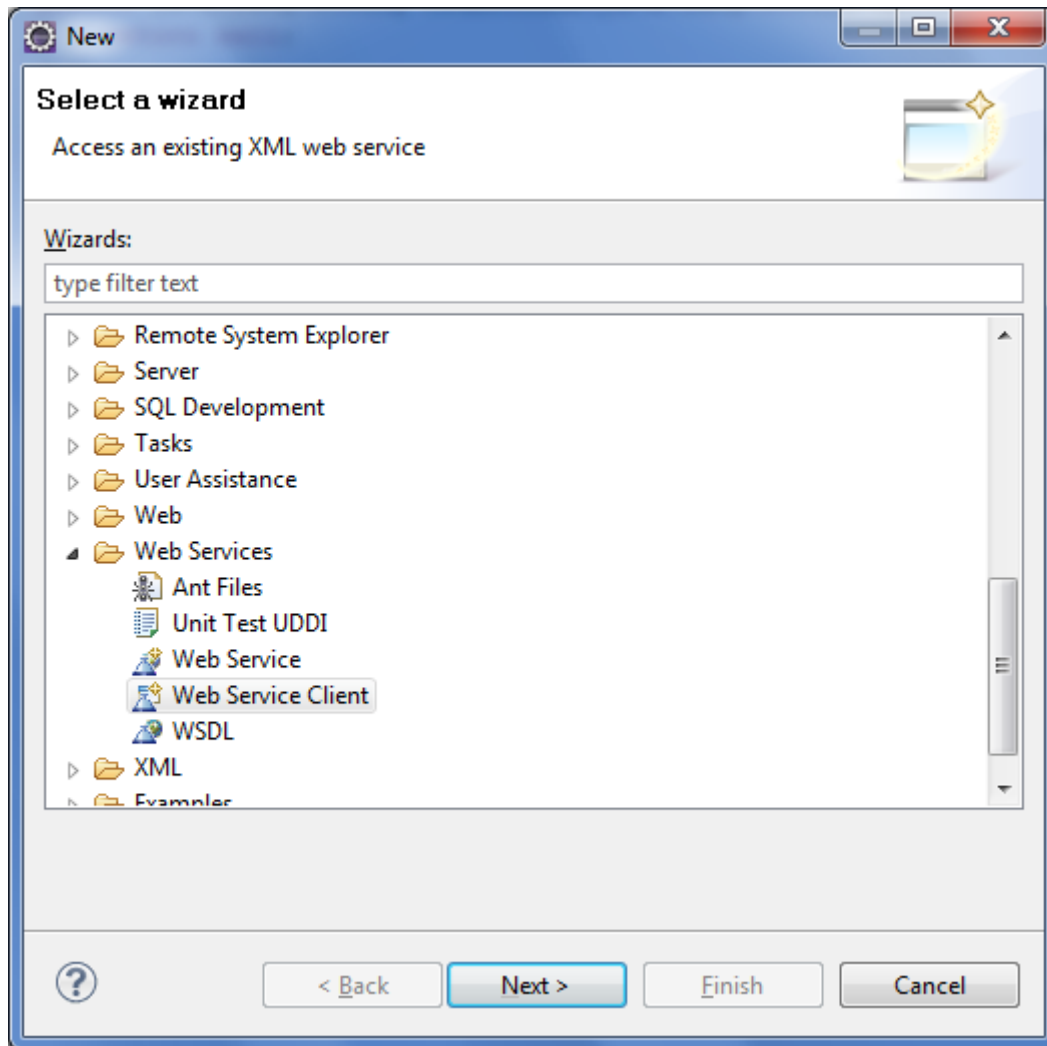 New
Select a wizard
Access an existing XML web service
Wizards:
type filter text
Remote System Explorer
Server
SQL Development
Tasks
User Assistance
Web
Web Services
Ant Files
Unit Test UDDI
Web Service
Web Service Client
WSDL
XML
Examples
< Back Next > Finish Cancel